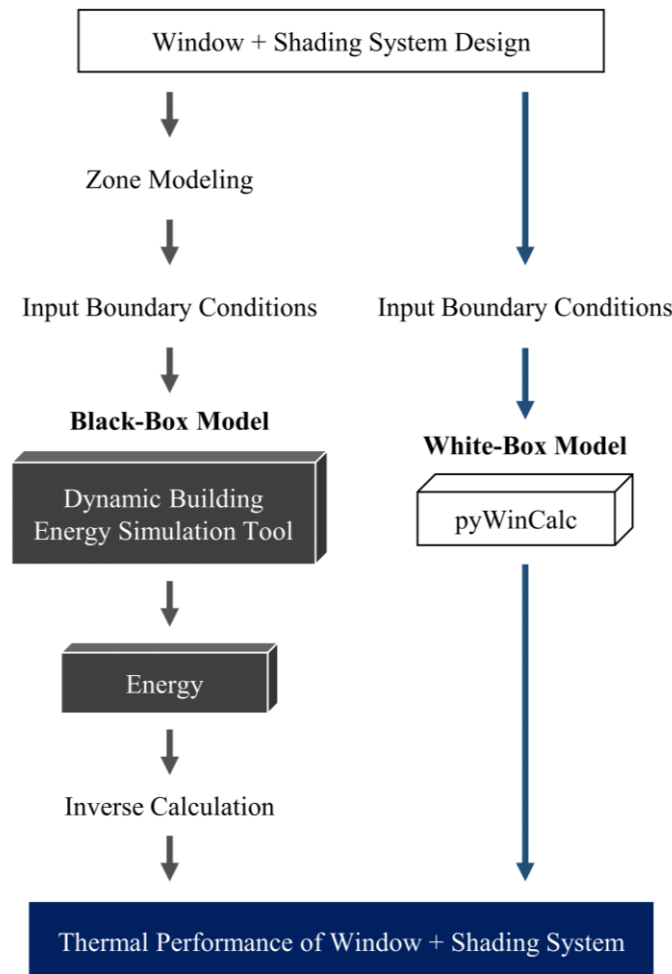 Window + Shading System Design
Zone Modeling
Input Boundary Conditions
Black-Box Model
Dynamic Building
Energy Simulation Tool
Energy
Inverse Calculation
Input Boundary Conditions
White-Box Model
pyWinCalc
Thermal Performance of Window + Shading System